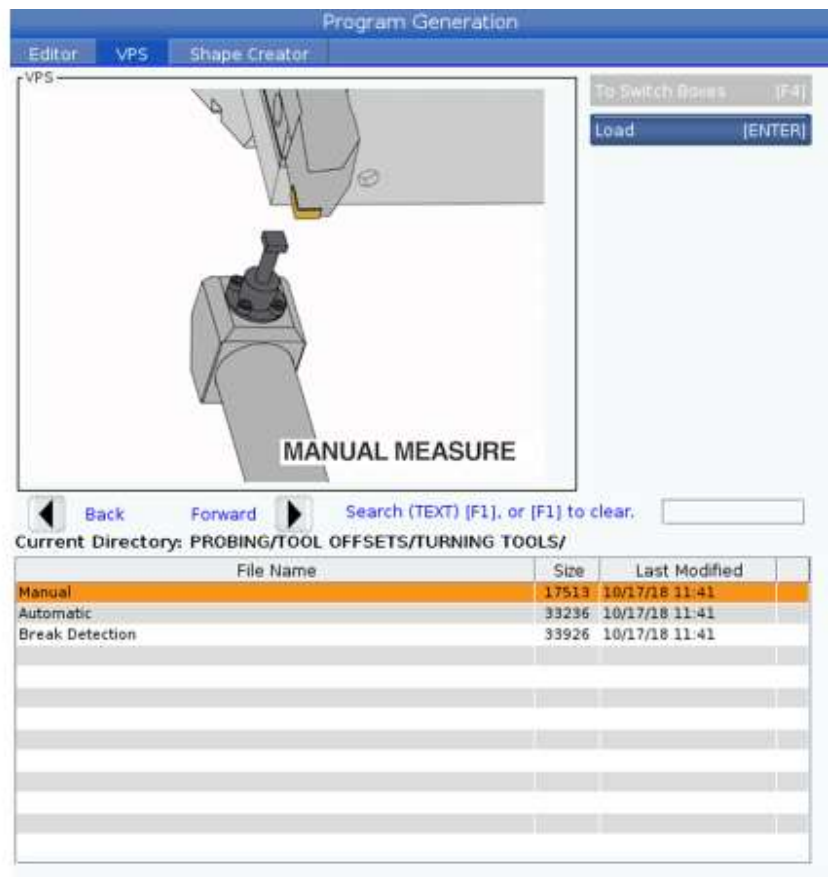 Program Generation
Editor VPS Shape Creator
VPS
To Switch Boxes [F4]
Load [ENTER]
MANUAL MEASURE
Back Forward Search (TEXT) [F1], or [F1] to clear.
Current Directory: PROBING/TOOL OFFSETS/TURNING TOOLS/
File Name Size Last Modified
Manual 17513 10/17/18 11:41
Automatic 33236 10/17/18 11:41
Break Detection 33926 10/17/18 11:41